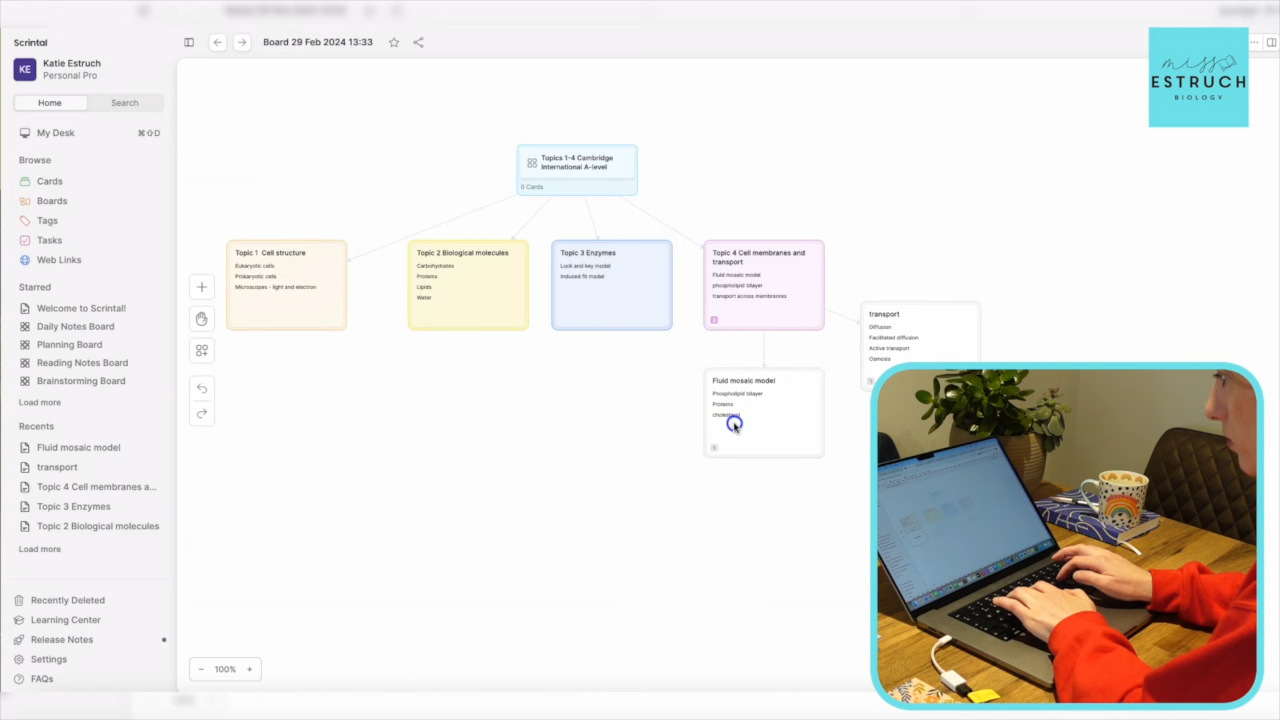 Scrintal
KE
Katie Estruch
Personal Pro
Home
Search
My Desk
⌘⇧D
Browse
Cards
Boards
Tags
Tasks
Web Links
Starred
Welcome to Scrintal!
Daily Notes Board
Planning Board
Reading Notes Board
Brainstorming Board
Load more
Recents
Fluid mosaic model
transport
Topic 4 Cell membranes a...
Topic 3 Enzymes
Topic 2 Biological molecules
Load more
Recently Deleted
Learning Center
Release Notes
Settings
FAQs
Board 29 Feb 2024 13:33
miss
ESTRUCH
BIOLOGY
Topics 1-4 Cambridge
International A-level
0 Cards
Topic 1 Cell structure
Eukaryotic cells
Prokaryotic cells
Microscopes - light and electron
Topic 2 Biological molecules
Carbohydrates
Proteins
Lipids
Water
Topic 3 Enzymes
Lock and key model
Induced fit model
Topic 4 Cell membranes and
transport
Fluid mosaic model
phospholipid bilayer
transport across membranes
transport
Diffusion
Facilitated diffusion
Active transport
Osmosis
Fluid mosaic model
Phospholipid bilayer
Proteins
cholesterol
100%